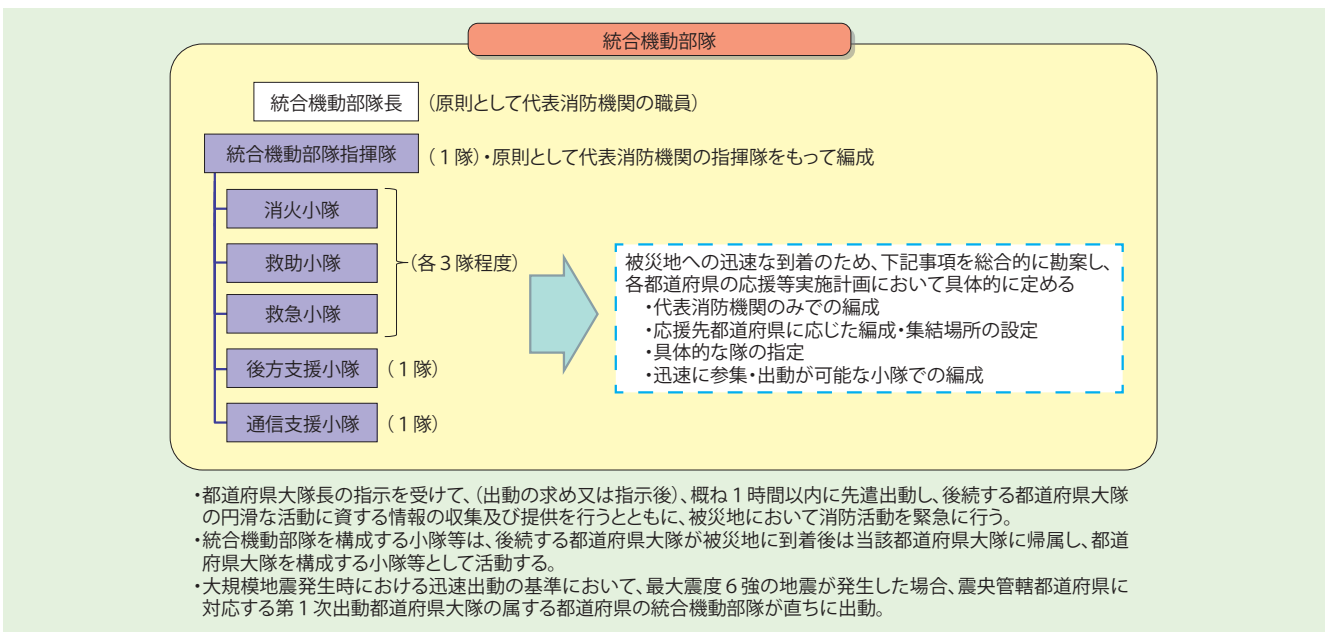 統合機動部隊
統合機動部隊長 (原則として代表消防機関の職員)
統合機動部隊指揮隊 (1隊)・原則として代表消防機関の指揮隊をもって編成
消火小隊
救助小隊 (各3隊程度)
救急小隊
後方支援小隊 (1隊)
通信支援小隊 (1隊)
被災地への迅速な到着のため、下記事項を総合的に勘案し、
各都道府県の応援等実施計画において具体的に定める
・代表消防機関のみでの編成
・応援先都道府県に応じた編成・集結場所の設定
・具体的な隊の指定
・迅速に参集・出動が可能な小隊での編成
・都道府県大隊長の指示を受けて、(出動の求め又は指示後)、概ね1時間以内に先遣出動し、後続する都道府県大隊
の円滑な活動に資する情報の収集及び提供を行うとともに、被災地において消防活動を緊急に行う。
・統合機動部隊を構成する小隊等は、後続する都道府県大隊が被災地に到着後は当該都道府県大隊に帰属し、都道
府県大隊を構成する小隊等として活動する。
・大規模地震発生時における迅速出動の基準において、最大震度6強の地震が発生した場合、震央管轄都道府県に
対応する第1次出動都道府県大隊の属する都道府県の統合機動部隊が直ちに出動。